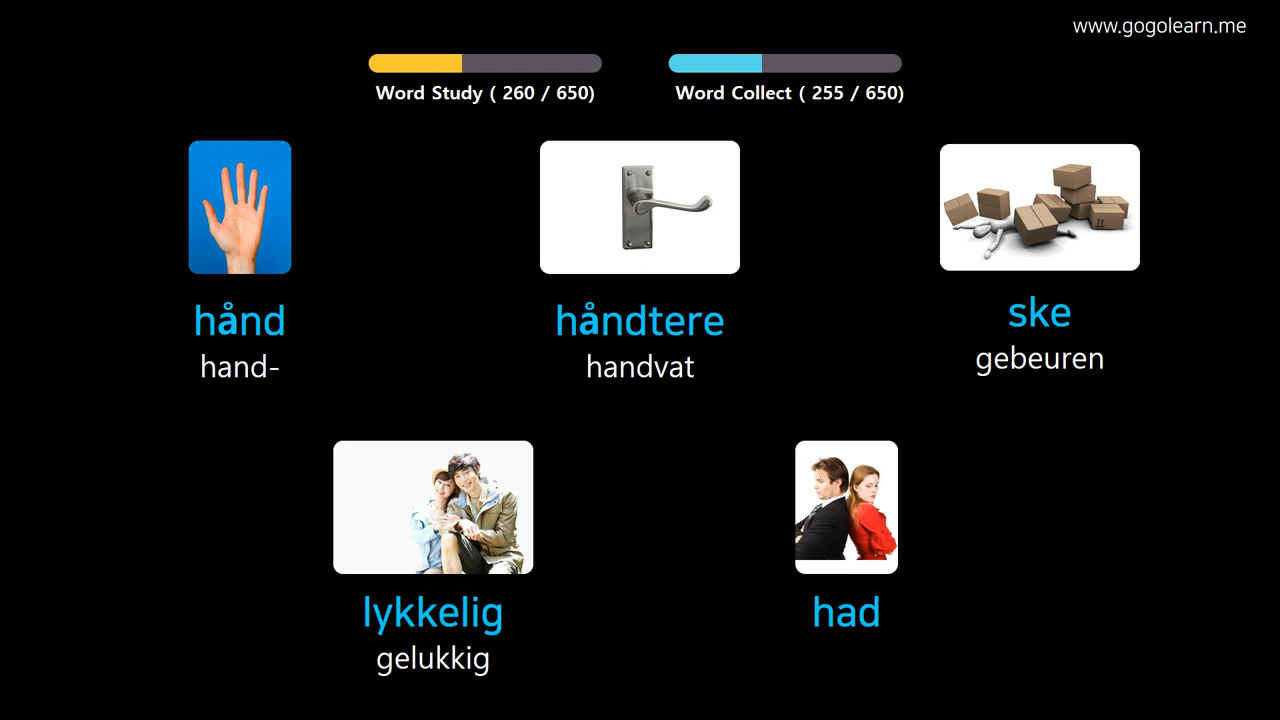 www.gogolearn.me
Word Study ( 260 / 650)
Word Collect ( 255 / 650)
hånd
hand-
håndtere
handvat
ske
gebeuren
lykkelig
gelukkig
had